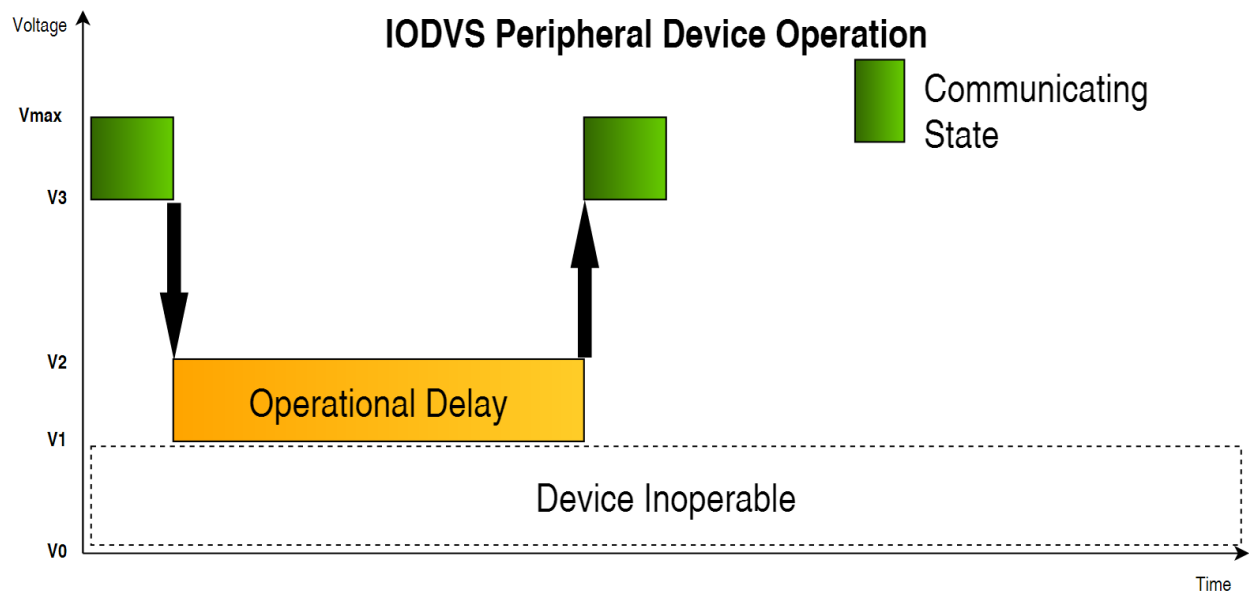 IODVS Peripheral Device Operation
Voltage
Communicating
State
Vmax
V3
V2
Operational Delay
V1
Device Inoperable
V0
Time